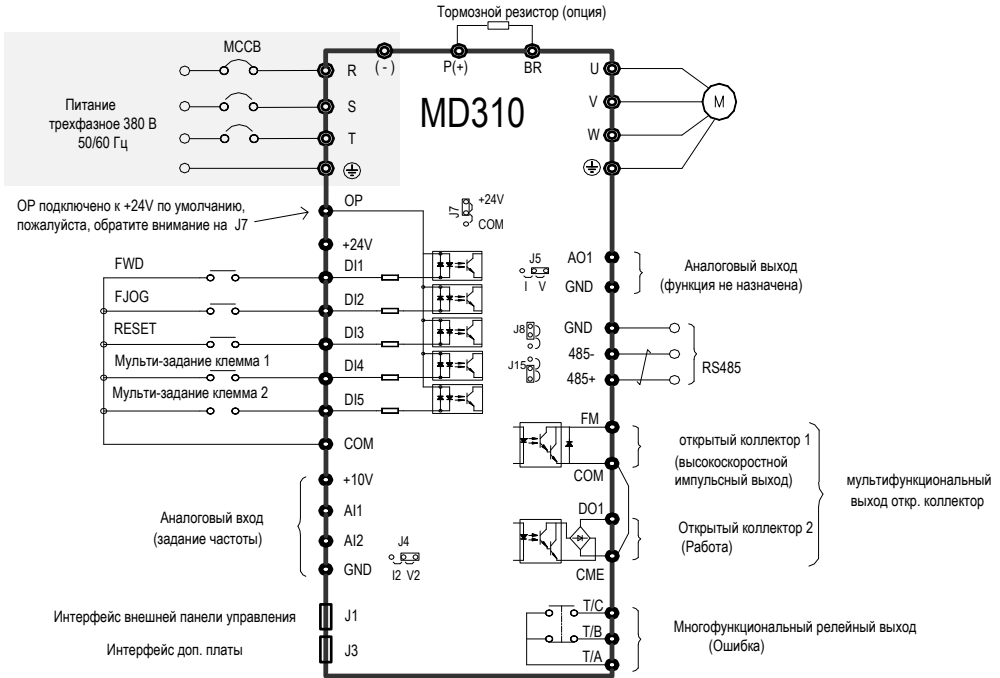 Тормозной резистор (опция)
MCCB
R
(-)
P(+)
BR
U
Питание
трехфазное 380 В
50/60 Гц
S
T
MD310
V
W
M
OP подключено к +24V по умолчанию,
пожалуйста, обратите внимание на J7
OP
J7
+24V
COM
+24V
FWD
DI1
FJOG
DI2
RESET
DI3
Мульти-задание клемма 1
DI4
Мульти-задание клемма 2
DI5
COM
J5
I V
AO1
GND
Аналоговый выход
(функция не назначена)
J8
J15
GND
485-
485+
RS485
FM
COM
открытый коллектор 1
(высокоскоростной
импульсный выход)
DO1
CME
Открытый коллектор 2
(Работа)
мультифункциональный
выход откр. коллектор
Аналоговый вход
(задание частоты)
+10V
AI1
AI2
GND
J4
I2 V2
T/C
T/B
T/A
Многофункциональный релейный выход
(Ошибка)
Интерфейс внешней панели управления
J1
Интерфейс доп. платы
J3